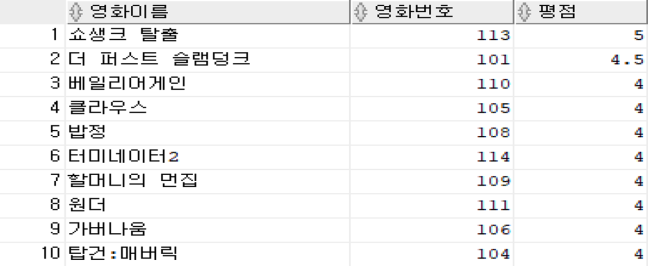 영화이름 영화번호 평점
1 쇼생크 탈출 113 5
2 더 퍼스트 슬램덩크 101 4.5
3 베일리어게인 110 4
4 클라우스 105 4
5 밥정 108 4
6 터미네이터2 114 4
7 할머니의 먼집 109 4
8 원더 111 4
9 가버나움 106 4
10 탑건:매버릭 104 4